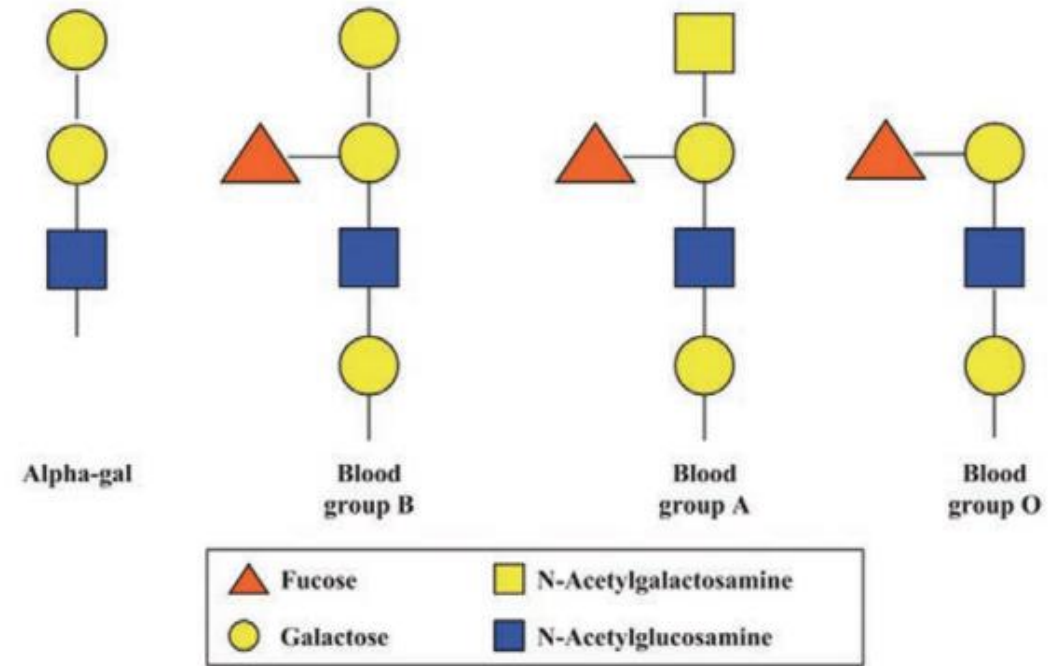 Alpha-gal
Blood
group B
Blood
group A
Blood
group O
Fucose
N-Acetylgalactosamine
Galactose
N-Acetylglucosamine